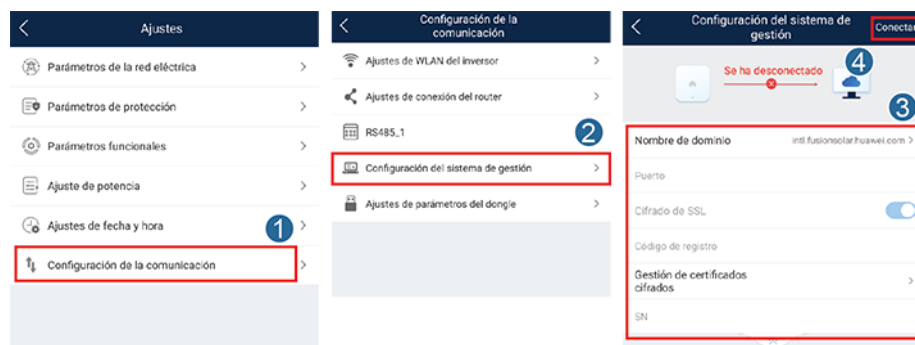 Ajustes
Parámetros de la red eléctrica
Parámetros de protección
Parámetros funcionales
Ajuste de potencia
Ajustes de fecha y hora
1
Configuración de la comunicación
Configuración de la
comunicación
Ajustes de WLAN del inversor
Ajustes de conexión del router
RS485_1
2
Configuración del sistema de gestión
Ajustes de parámetros del dongle
Configuración del sistema de
gestión
Conectar
Se ha desconectado
4
3
Nombre de dominio
intl.fusionsolar.huawei.com
Puerto
Cifrado de SSL
Código de registro
Gestión de certificados
cifrados
SN